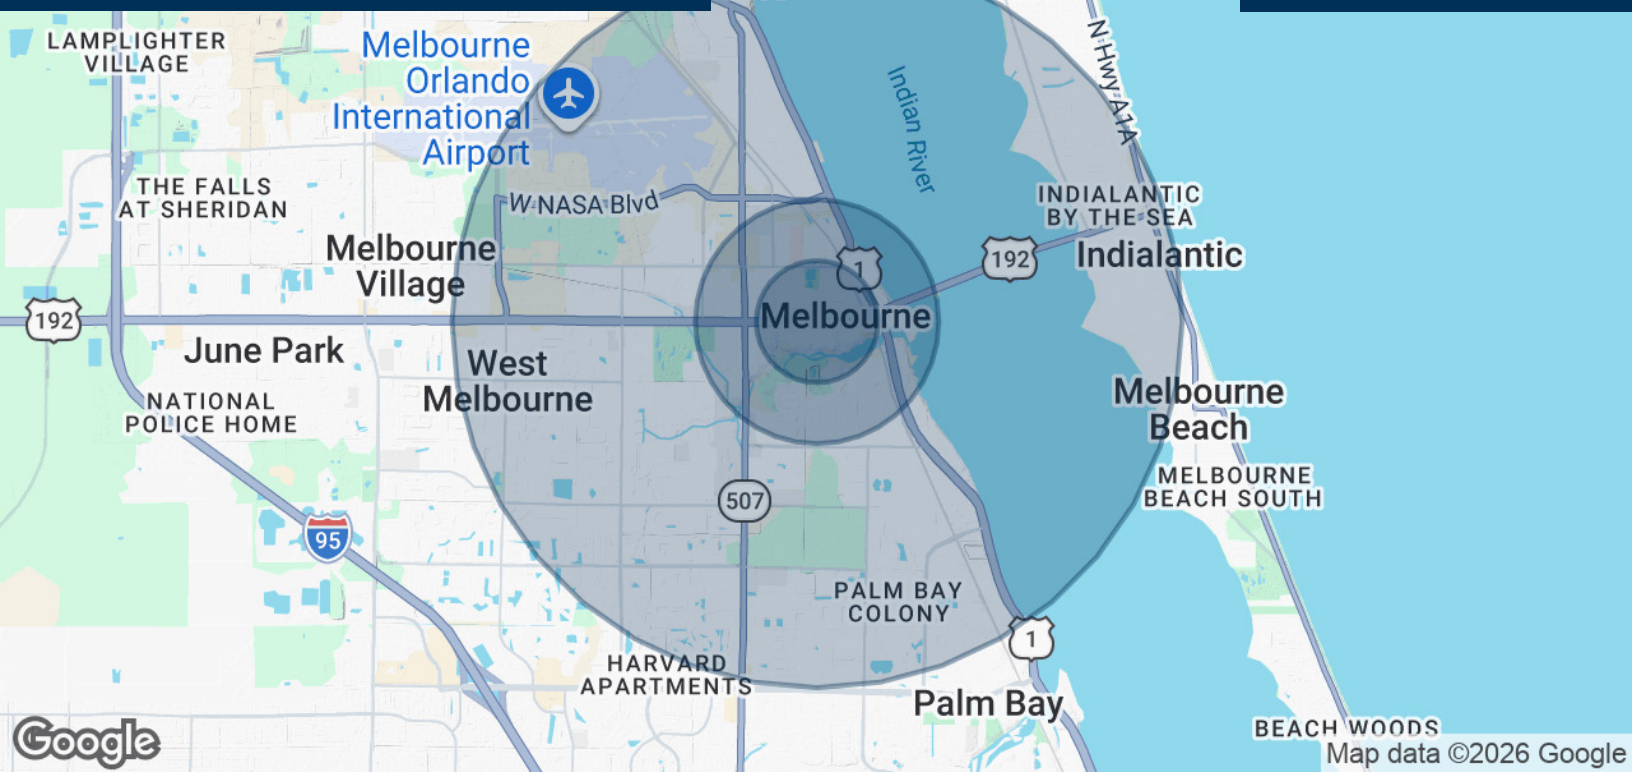 LAMPLIGHTER
VILLAGE
Melbourne
Orlando
International
Airport
N Hwy A1A
Indian River
THE FALLS
AT SHERIDAN
W NASA Blvd
INDIALANTIC
BY THE SEA
Indialantic
Melbourne
Village
1
192
192
Melbourne
June Park
West
Melbourne
NATIONAL
POLICE HOME
Melbourne
Beach
MELBOURNE
BEACH SOUTH
507
95
PALM BAY
COLONY
1
HARVARD
APARTMENTS
Palm Bay
BEACH WOODS
Google
Map data ©2026 Google